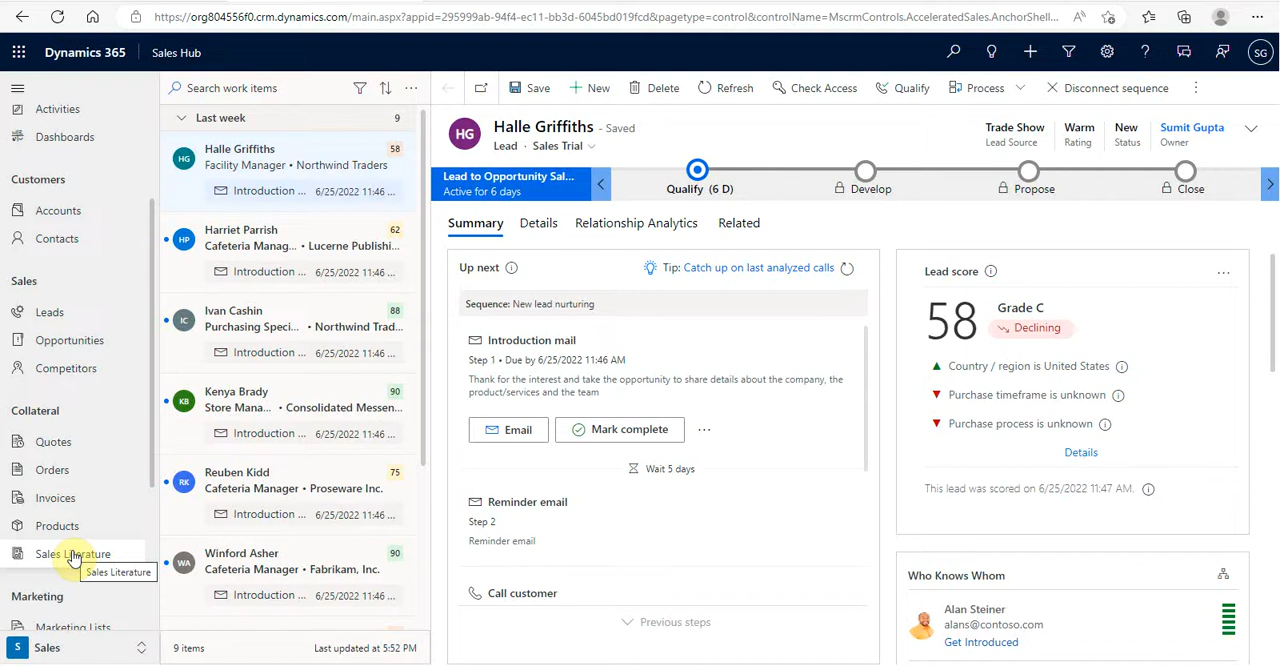 https://org804556f0.crm.dynamics.com/main.aspx?appid=295999ab-94f4-ec11-bb3d-6045bd019fcd&pagetype=control&controlName=MscrmControls.AcceleratedSales.AnchorShell...
Dynamics 365 Sales Hub
SG
Activities
Dashboards
Customers
Accounts
Contacts
Sales
Leads
Opportunities
Competitors
Collateral
Quotes
Orders
Invoices
Products
Sales Literature
Sales Literature
Marketing
Marketing Lists
S Sales
Search work items
Last week 9
HG Halle Griffiths 58
Facility Manager • Northwind Traders
Introduction ... 6/25/2022 11:46 ...
HP Harriet Parrish 62
Cafeteria Manag... • Lucerne Publishi...
Introduction ... 6/25/2022 11:46 ...
IC Ivan Cashin 88
Purchasing Speci... • Northwind Trad...
Introduction ... 6/25/2022 11:46 ...
KB Kenya Brady 90
Store Mana... • Consolidated Messen...
Introduction ... 6/25/2022 11:46 ...
RK Reuben Kidd 75
Cafeteria Manager • Proseware Inc.
Introduction ... 6/25/2022 11:46 ...
WA Winford Asher 90
Cafeteria Manager • Fabrikam, Inc.
Introduction ... 6/25/2022 11:46 ...
9 items Last updated at 5:52 PM
Save New Delete Refresh Check Access Qualify Process Disconnect sequence
HG Halle Griffiths - Saved
Lead · Sales Trial
Trade Show Warm New Sumit Gupta
Lead Source Rating Status Owner
Lead to Opportunity Sal...
Active for 6 days
Qualify (6 D) Develop Propose Close
Summary Details Relationship Analytics Related
Up next Tip: Catch up on last analyzed calls
Sequence: New lead nurturing
Introduction mail
Step 1 • Due by 6/25/2022 11:46 AM
Thank for the interest and take the opportunity to share details about the company, the
product/services and the team
Email Mark complete ...
Wait 5 days
Reminder email
Step 2
Reminder email
Call customer
Previous steps
Lead score
58 Grade C
Declining
Country / region is United States
Purchase timeframe is unknown
Purchase process is unknown
Details
This lead was scored on 6/25/2022 11:47 AM.
Who Knows Whom
Alan Steiner
alans@contoso.com
Get Introduced